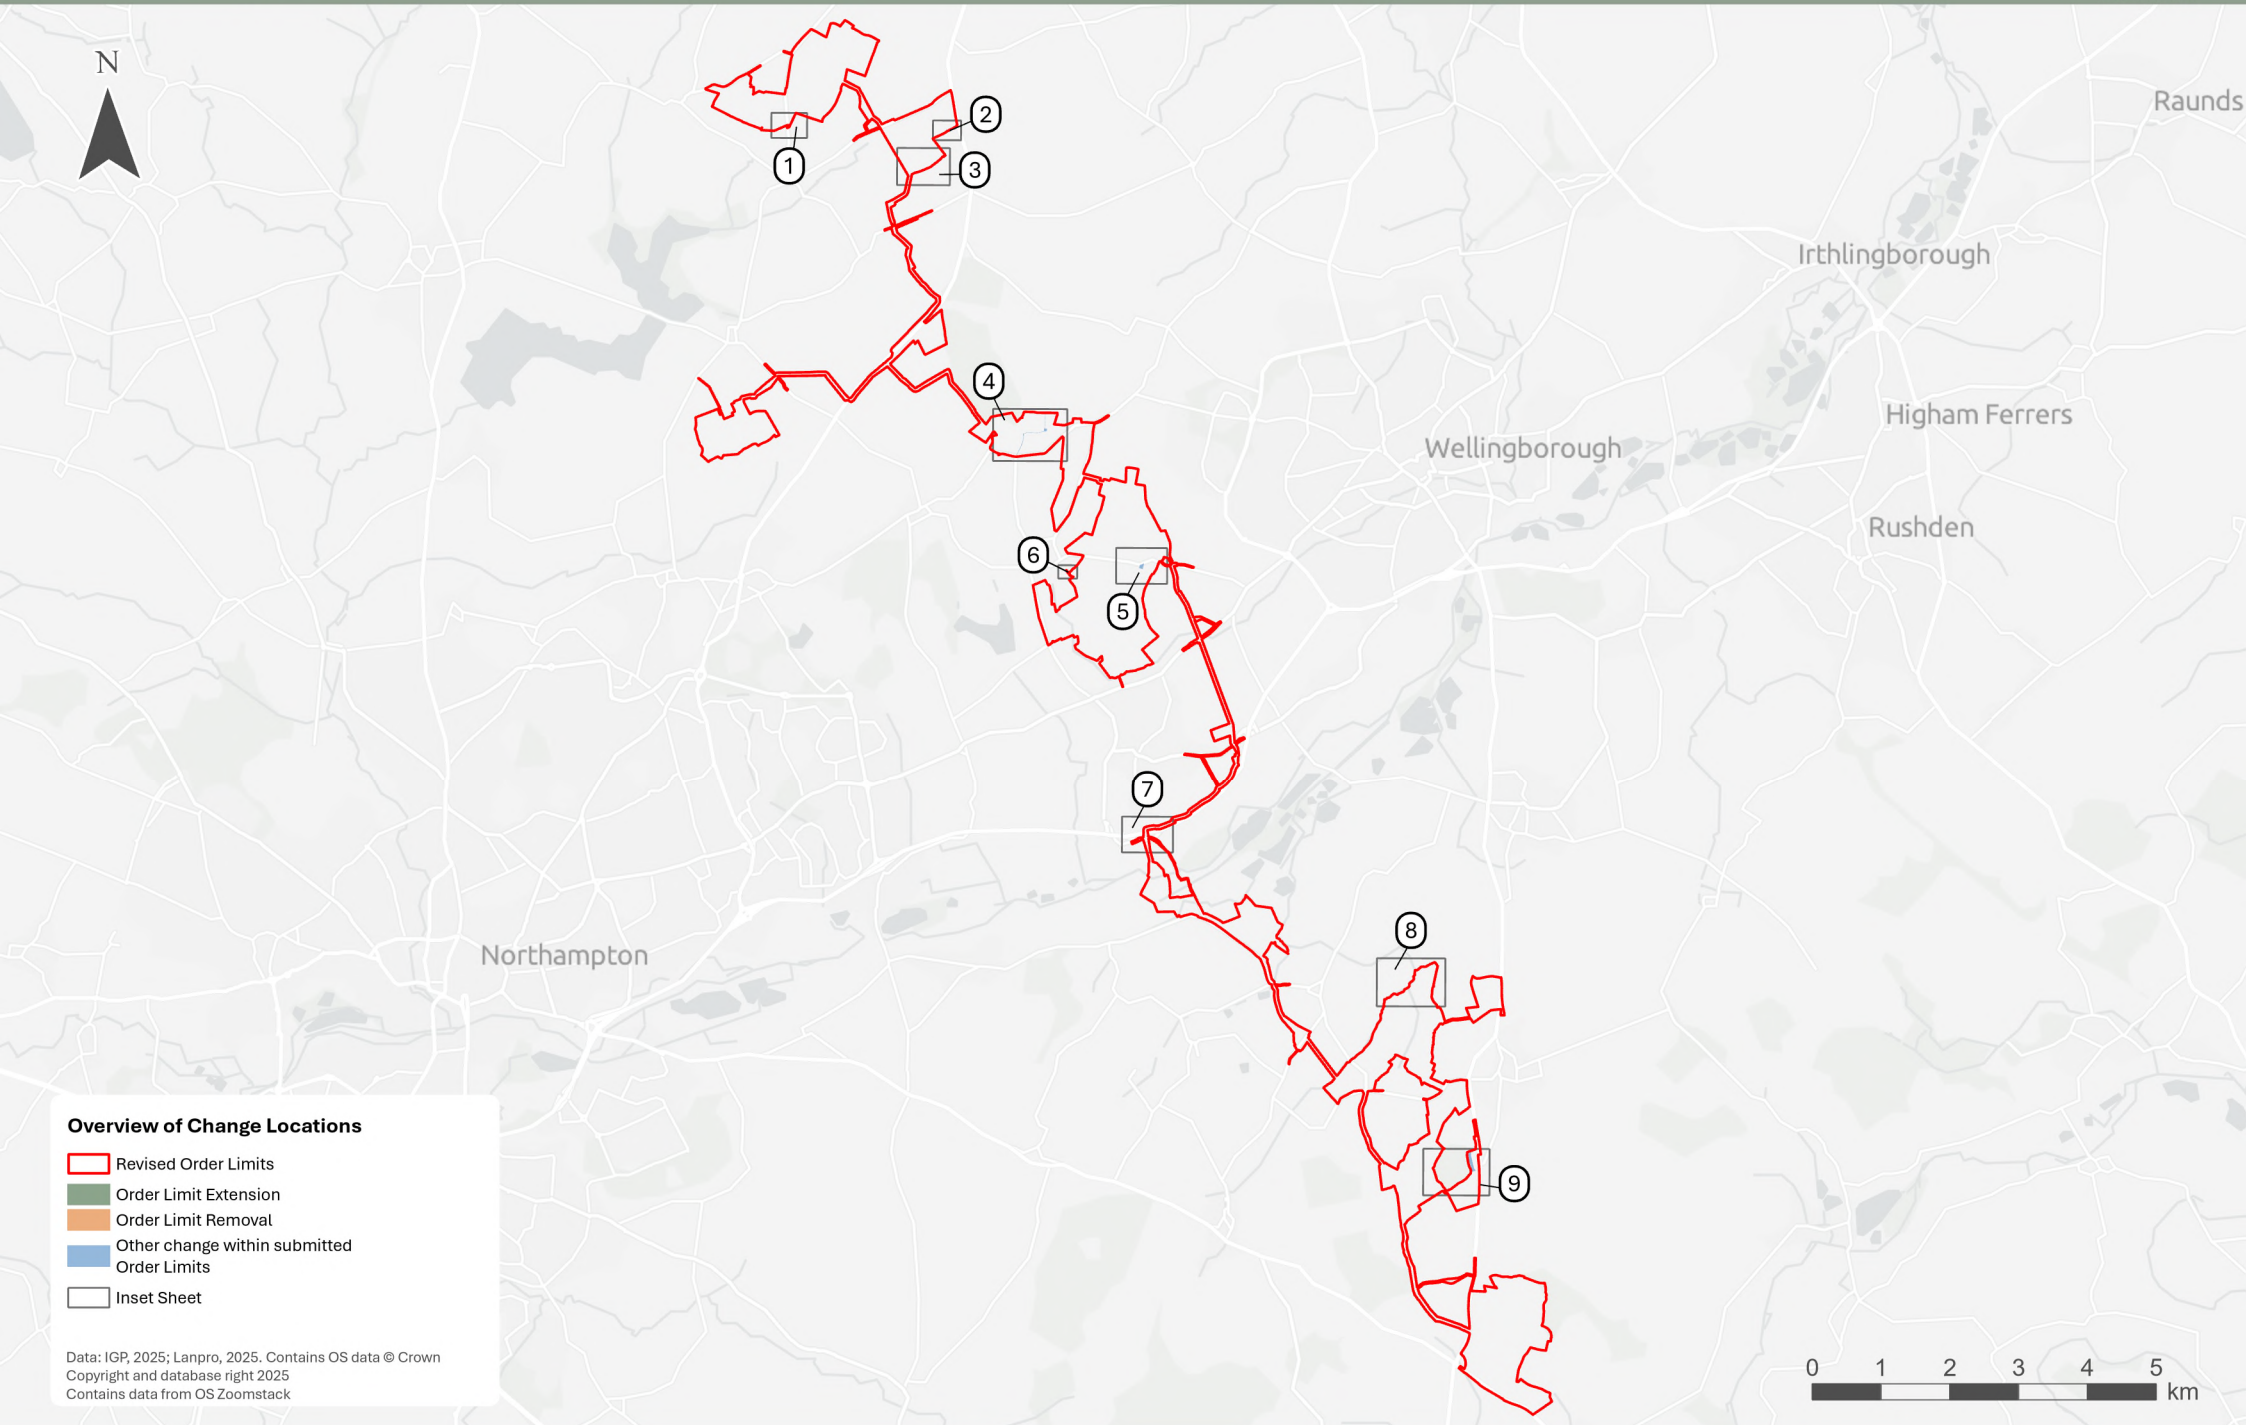 N
Raunds
2
1
3
Irthlingborough
4
Higham Ferrers
Wellingborough
Rushden
6
5
7
8
Northampton
9
Overview of Change Locations
Revised Order Limits
Order Limit Extension
Order Limit Removal
Other change within submitted
Order Limits
Inset Sheet
Data: IGP, 2025; Lanpro, 2025. Contains OS data © Crown
Copyright and database right 2025
Contains data from OS Zoomstack
0 1 2 3 4 5
km